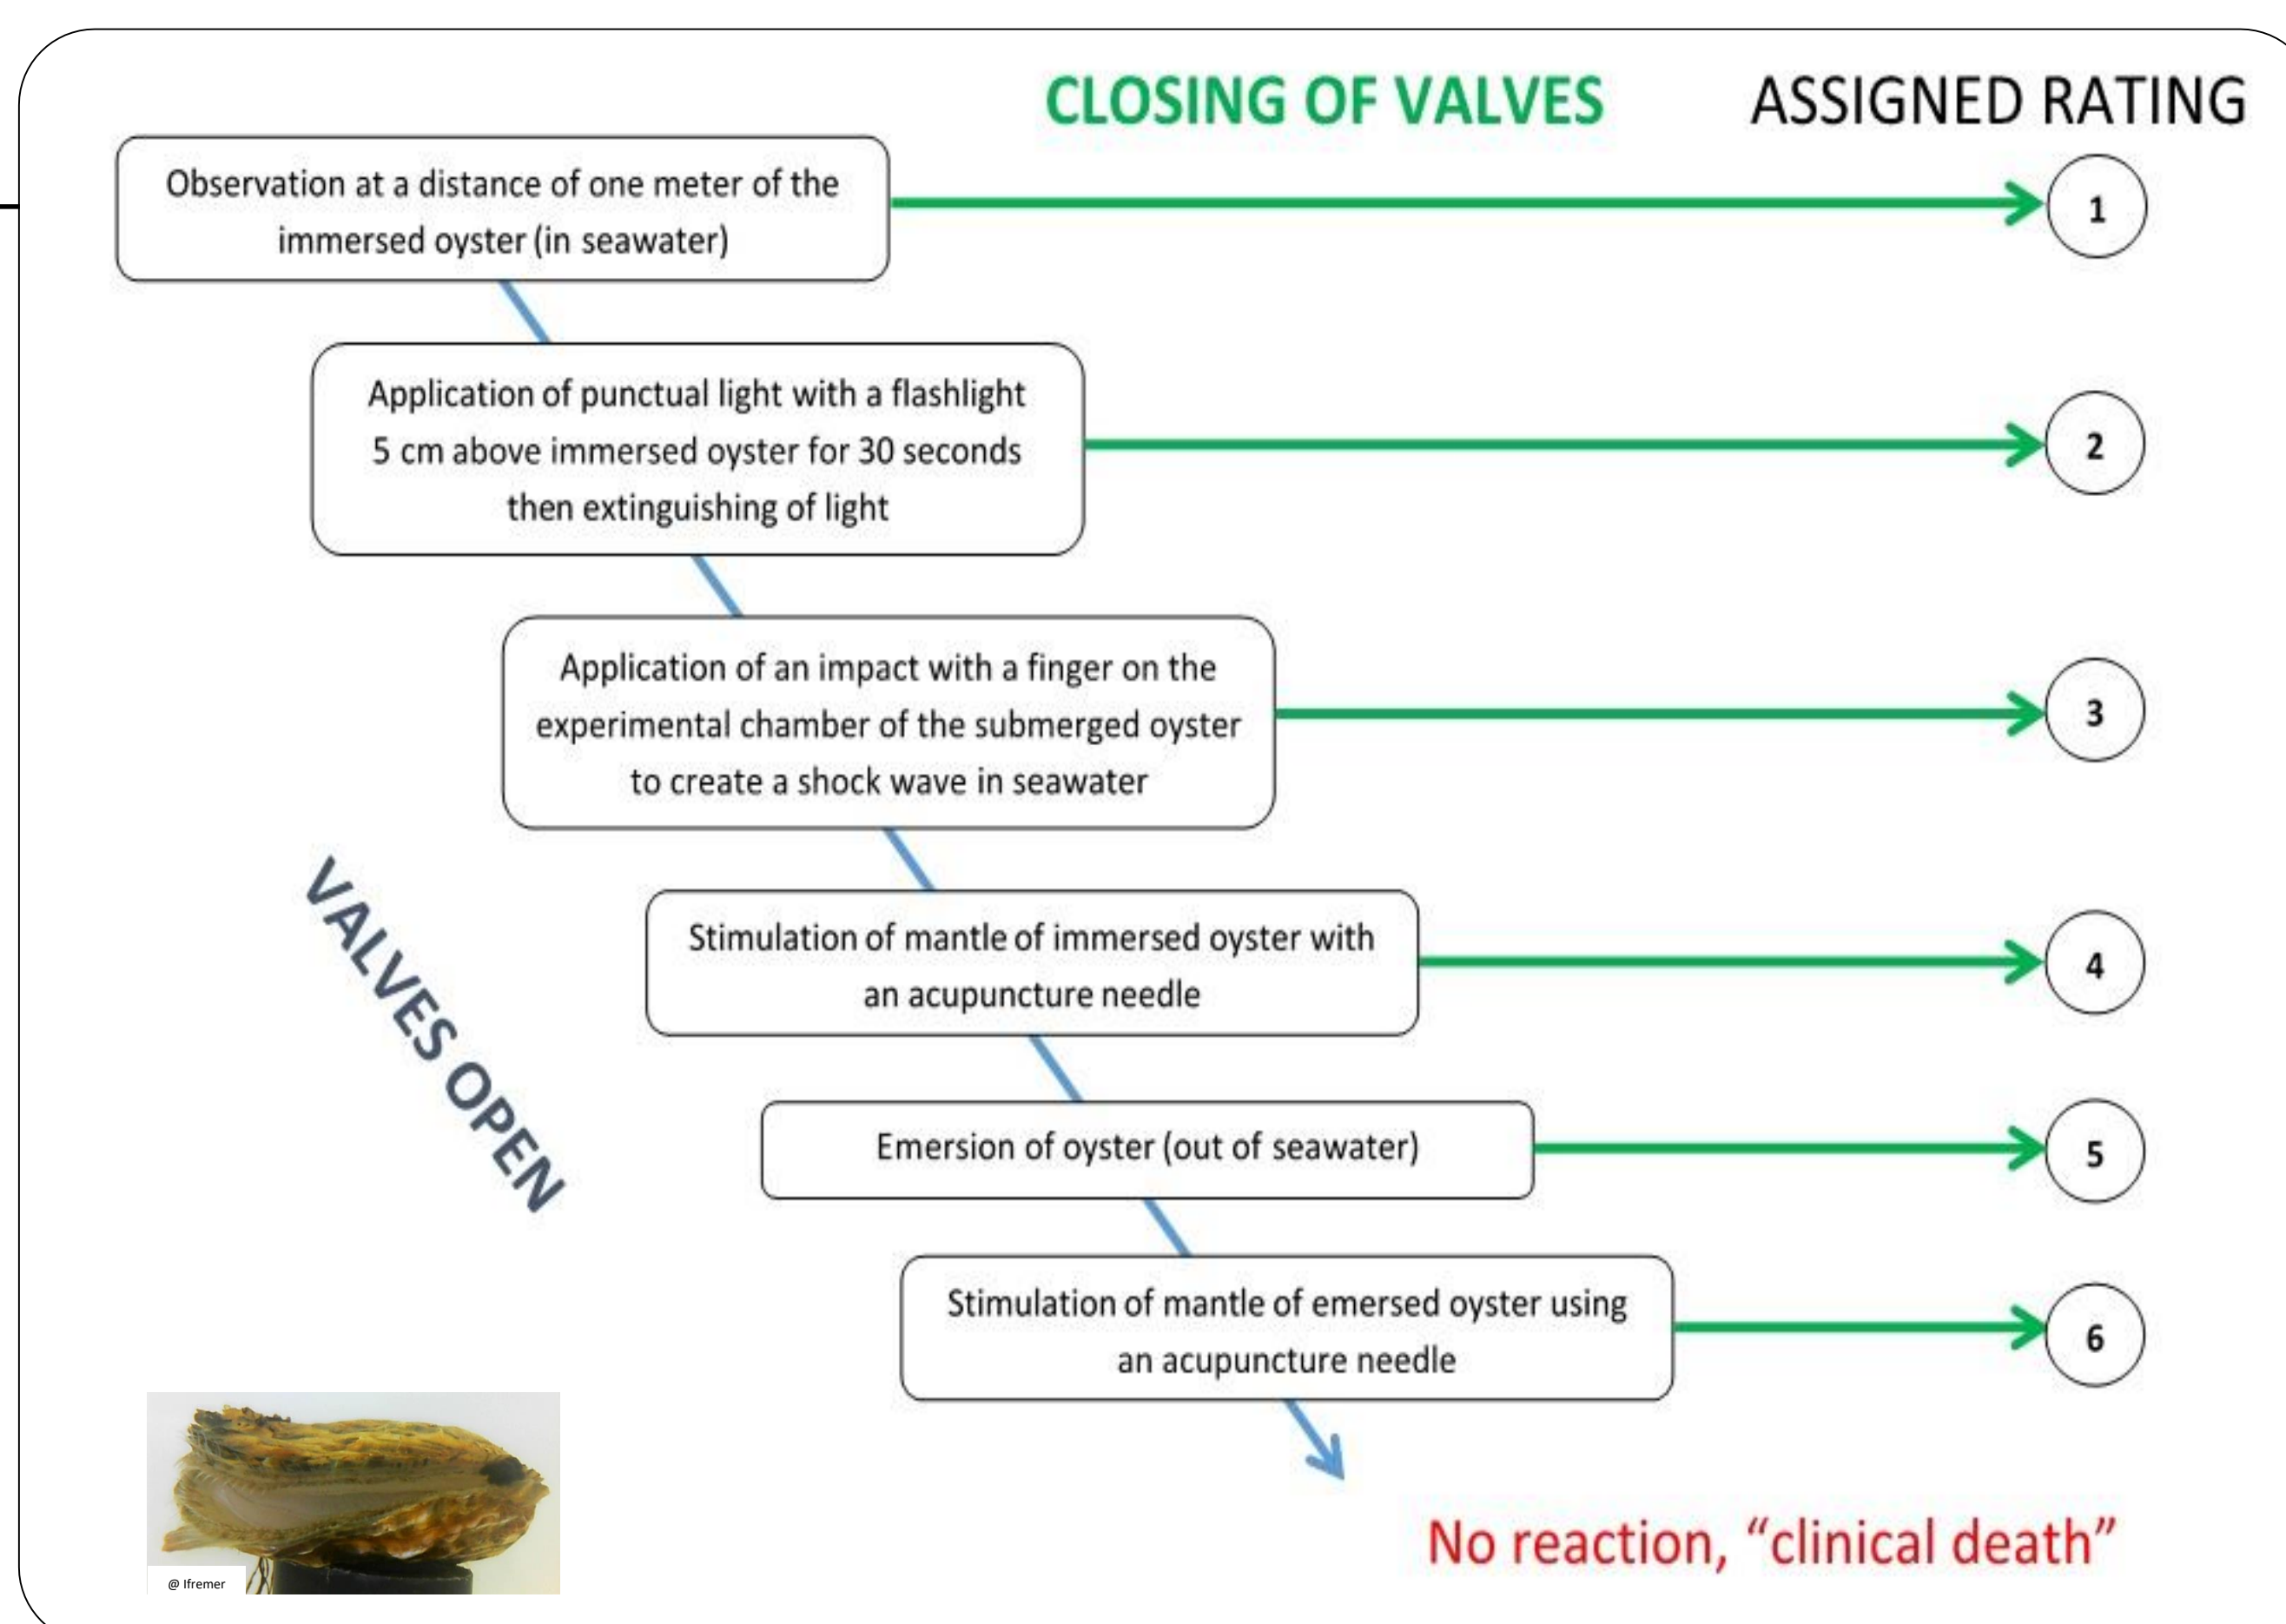 CLOSING OF VALVES
ASSIGNED RATING
Observation at a distance of one meter of the
immersed oyster (in seawater)
1
Application of punctual light with a flashlight
5 cm above immersed oyster for 30 seconds
then extinguishing of light
2
Application of an impact with a finger on the
experimental chamber of the submerged oyster
to create a shock wave in seawater
3
VALVES OPEN
Stimulation of mantle of immersed oyster with
an acupuncture needle
4
Emersion of oyster (out of seawater)
5
Stimulation of mantle of emersed oyster using
an acupuncture needle
6
No reaction, “clinical death”
@ Ifremer